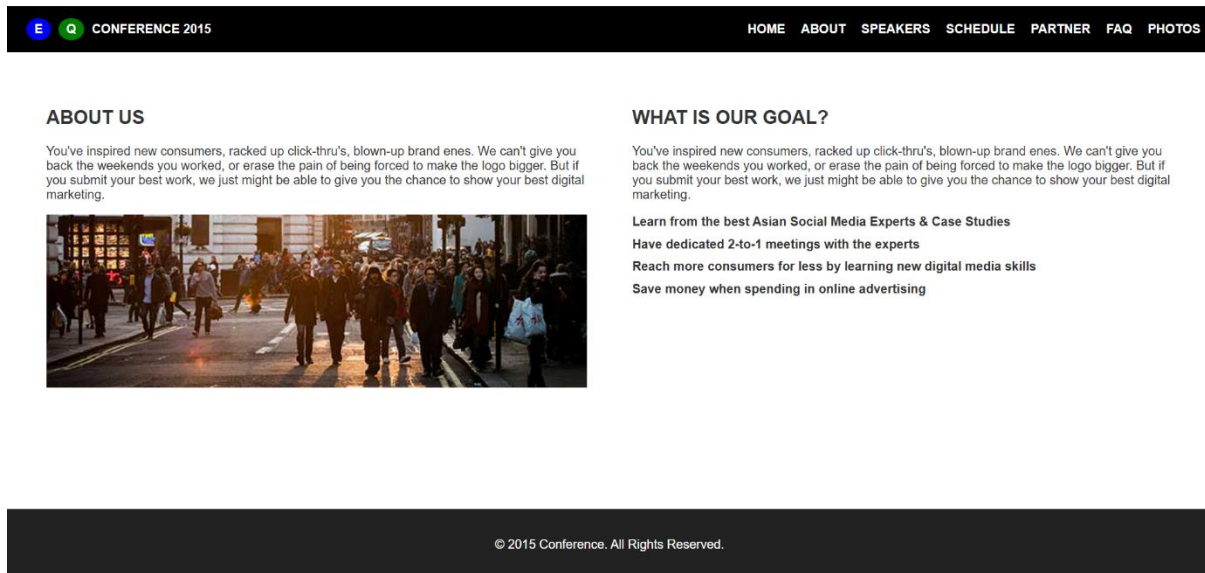 E Q CONFERENCE 2015 HOME ABOUT SPEAKERS SCHEDULE PARTNER FAQ PHOTOS
ABOUT US
You've inspired new consumers, racked up click-thru's, blown-up brand enes. We can't give you
back the weekends you worked, or erase the pain of being forced to make the logo bigger. But if
you submit your best work, we just might be able to give you the chance to show your best digital
marketing.
WHAT IS OUR GOAL?
You've inspired new consumers, racked up click-thru's, blown-up brand enes. We can't give you
back the weekends you worked, or erase the pain of being forced to make the logo bigger. But if
you submit your best work, we just might be able to give you the chance to show your best digital
marketing.
Learn from the best Asian Social Media Experts & Case Studies
Have dedicated 2-to-1 meetings with the experts
Reach more consumers for less by learning new digital media skills
Save money when spending in online advertising
© 2015 Conference. All Rights Reserved.